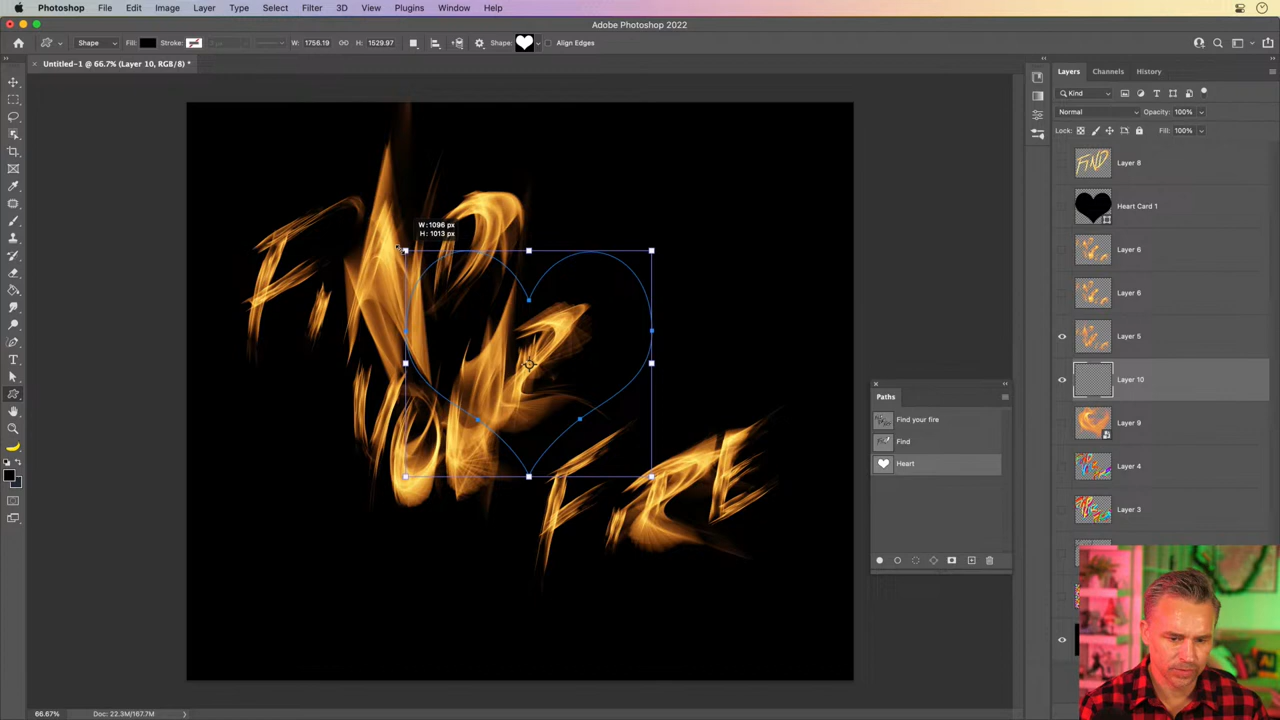 Photoshop File Edit Image Layer Type Select Filter 3D View Plugins Window Help
Adobe Photoshop 2022
Shape Fill: Stroke: W: 1756.19 H: 1529.97 Shape: Align Edges
Untitled-1 @ 66.7% (Layer 10, RGB/8) *
Layers Channels History
Kind
Normal Opacity: 100%
Lock: Fill: 100%
FIND Layer 8
Heart Card 1
Layer 6
Layer 6
Layer 5
Layer 10
Layer 9
Layer 4
Layer 3
W: 1096 px
H: 1013 px
FIND
YOUR
FIRE
Paths
Find your fire
Find
Heart
66.67% Doc: 22.3M/167.7M